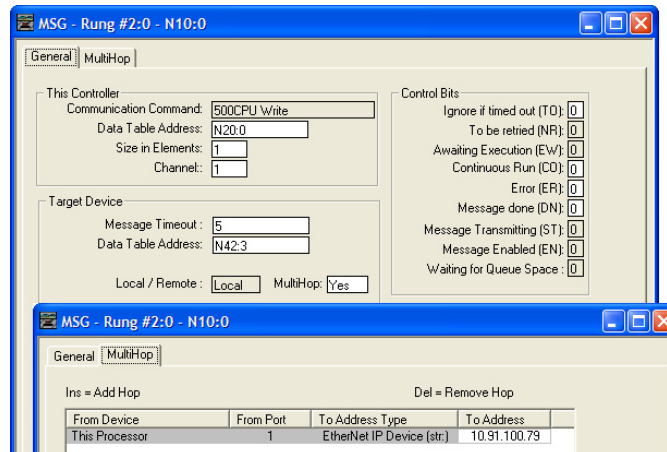 MSG - Rung #2:0 - N10:0
General MultiHop
This Controller
Communication Command: 500CPU Write
Data Table Address: N20:0
Size in Elements: 1
Channel:: 1
Target Device
Message Timeout : 5
Data Table Address: N42:3
Local / Remote : Local MultiHop: Yes
Control Bits
Ignore if timed out (TO): 0
To be retried (NR): 0
Awaiting Execution (EW): 0
Continuous Run (CO): 0
Error (ER): 0
Message done (DN): 0
Message Transmitting (ST): 0
Message Enabled (EN): 0
Waiting for Queue Space : 0
MSG - Rung #2:0 - N10:0
General MultiHop
Ins = Add Hop Del = Remove Hop
From Device From Port To Address Type To Address
This Processor 1 EtherNet IP Device (str.) 10.91.100.79